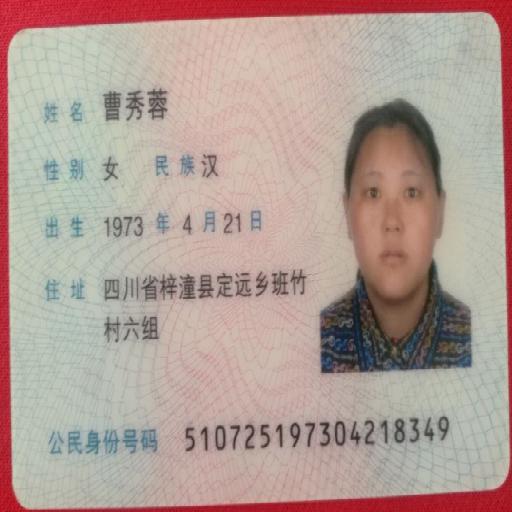 姓名 曹秀蓉
性别 女 民族 汉
出生 1973 年 4 月 21 日
住址 四川省梓潼县定远乡班竹
村六组
公民身份号码 510725197304218349